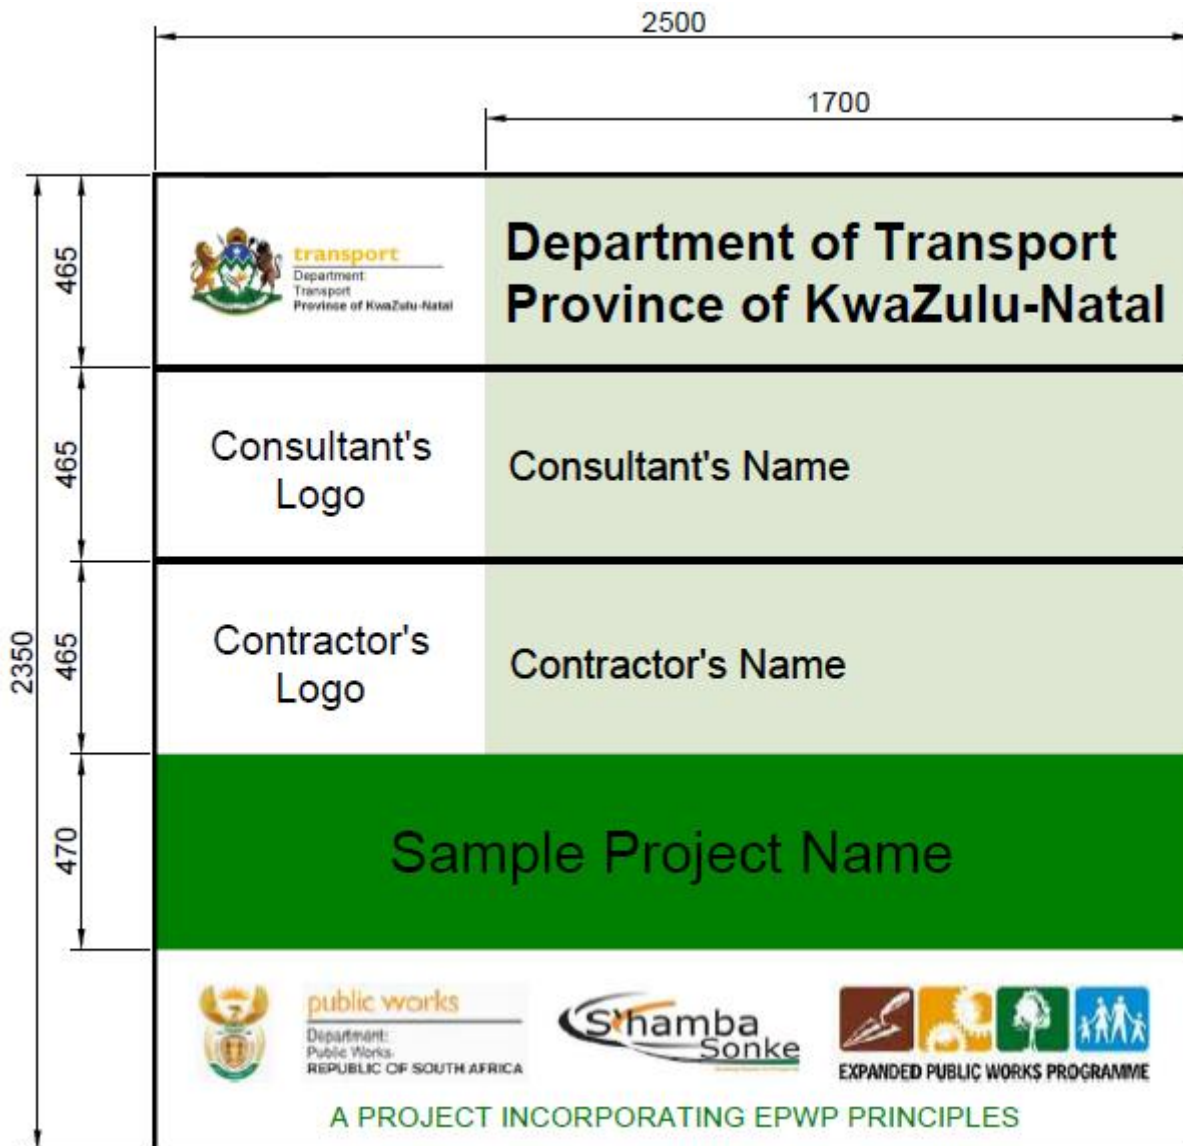 2500
1700
465
transport
Department
Transport
Province of KwaZulu-Natal
Department of Transport
Province of KwaZulu-Natal
465
Consultant's
Logo
Consultant's Name
2350
465
Contractor's
Logo
Contractor's Name
470
Sample Project Name
public works
Department:
Public Works
REPUBLIC OF SOUTH AFRICA
S'hamba
Sonke
EXPANDED PUBLIC WORKS PROGRAMME
A PROJECT INCORPORATING EPWP PRINCIPLES